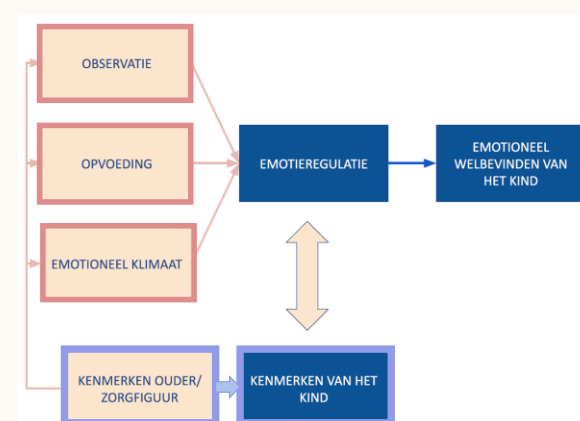 OBSERVATIE
OPVOEDING
EMOTIONEEL KLIMAAT
EMOTIEREGULATIE
EMOTIONEEL
WELBEVINDEN VAN
HET KIND
KENMERKEN OUDER/
ZORGFIGUUR
KENMERKEN VAN HET
KIND